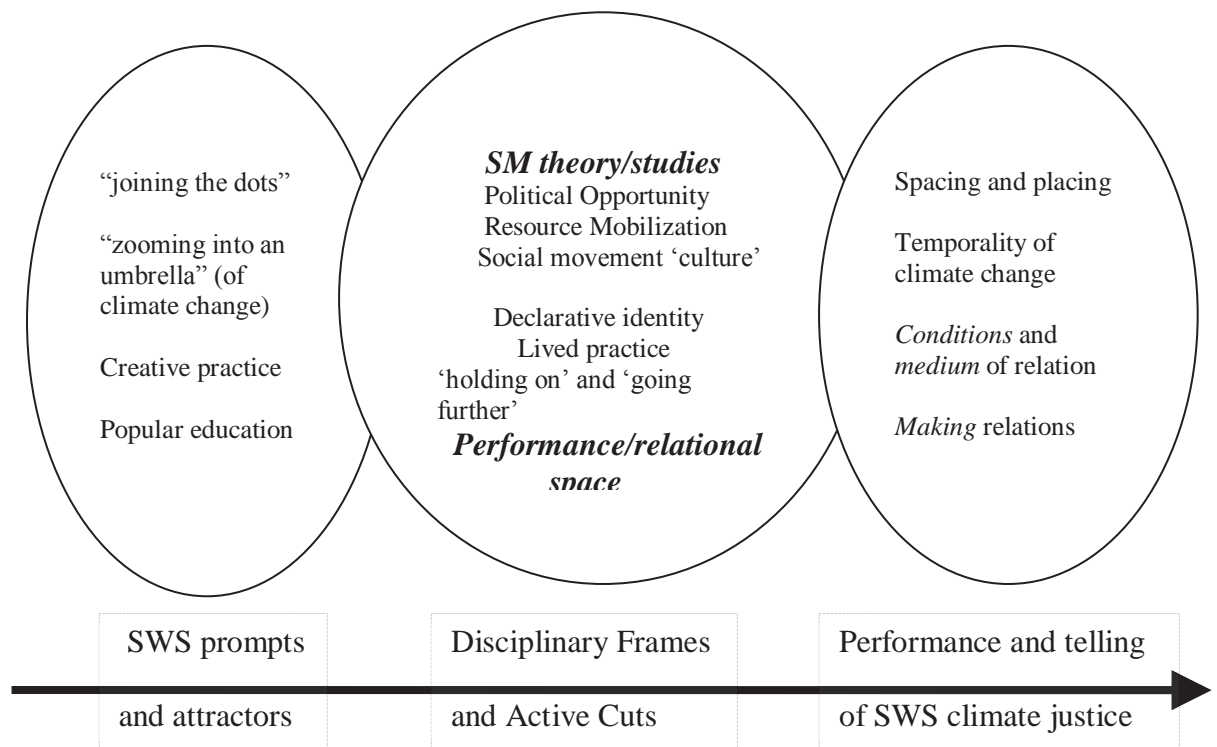 “joining the dots”
“zooming into an
umbrella” (of
climate change)
Creative practice
Popular education
SM theory/studies
Political Opportunity
Resource Mobilization
Social movement ‘culture’
Declarative identity
Lived practice
‘holding on’ and ‘going
further’
Performance/relational
space
Spacing and placing
Temporality of
climate change
Conditions and
medium of relation
Making relations
SWS prompts
and attractors
Disciplinary Frames
and Active Cuts
Performance and telling
of SWS climate justice